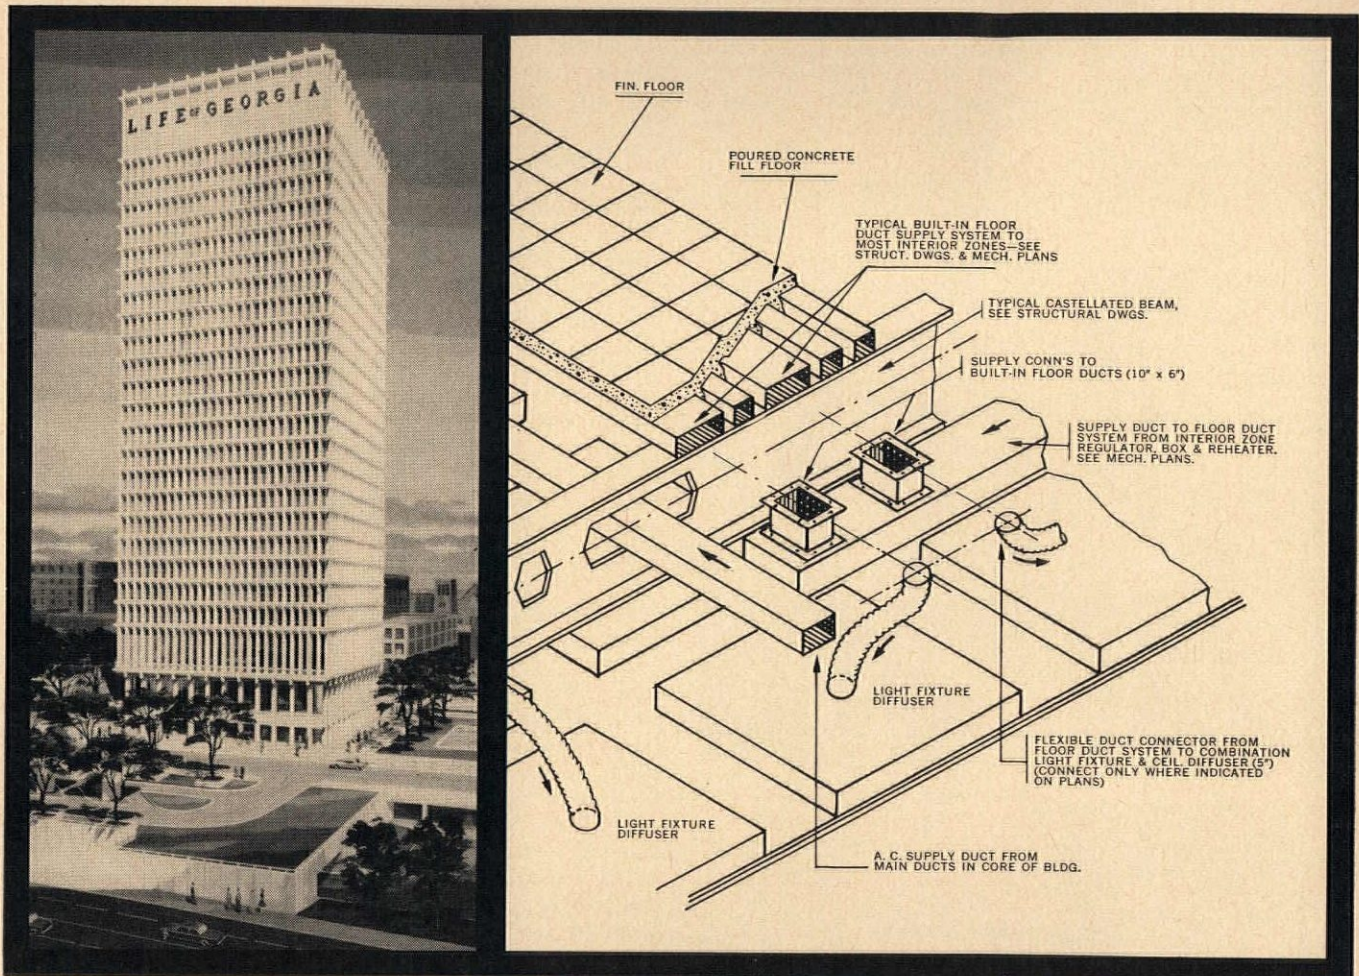 LIFE OF GEORGIA
FIN. FLOOR
POURED CONCRETE
FILL FLOOR
TYPICAL BUILT-IN FLOOR
DUCT SUPPLY SYSTEM TO
MOST INTERIOR ZONES—SEE
STRUCT. DWGS. & MECH. PLANS
TYPICAL CASTELLATED BEAM,
SEE STRUCTURAL DWGS.
SUPPLY CONN'S TO
BUILT-IN FLOOR DUCTS (10" x 6")
SUPPLY DUCT TO FLOOR DUCT
SYSTEM FROM INTERIOR ZONE
REGULATOR, BOX & REHEATER.
SEE MECH. PLANS.
LIGHT FIXTURE
DIFFUSER
FLEXIBLE DUCT CONNECTOR FROM
FLOOR DUCT SYSTEM TO COMBINATION
LIGHT FIXTURE & CEIL. DIFFUSER (5")
(CONNECT ONLY WHERE INDICATED
ON PLANS)
LIGHT FIXTURE
DIFFUSER
A. C. SUPPLY DUCT FROM
MAIN DUCTS IN CORE OF BLDG.